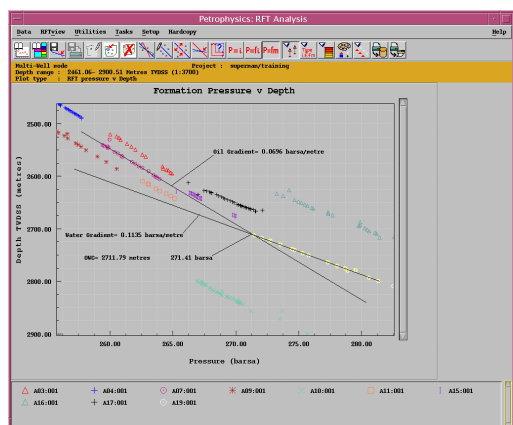 Petrophysics: RFT Analysis
Data RFTview Utilities Tasks Setup Hardcopy Help
P=i P=fi P=fm
Multi-Well mode Project : superman/training
Depth range : 2461.06- 2900.51 Metres TVDSS (1:3700)
Plot type : RFT pressure v Depth
Formation Pressure v Depth
2500.00
Oil Gradient= 0.0696 barsa/metre
2600.00
Depth TVDSS (metres)
2700.00
Water Gradient= 0.1135 barsa/metre
OWC= 2711.79 metres 271.41 barsa
2800.00
2900.00
260.00 265.00 270.00 275.00 280.00
Pressure (barsa)
A03:001 A04:001 A07:001 A09:001 A10:001 A11:001 A15:001
A16:001 A17:001 A19:001